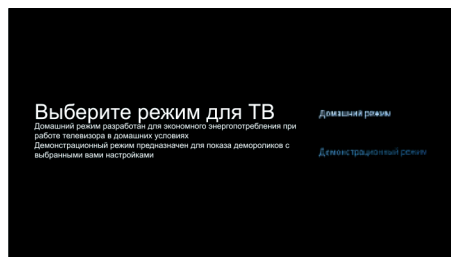 Выберите режим для ТВ
Домашний режим разработан для экономного энергопотребления при
работе телевизора в домашних условиях
Демонстрационный режим предназначен для показа демороликов с
выбранными вами настройками
Домашний режим
Демонстрационный режим